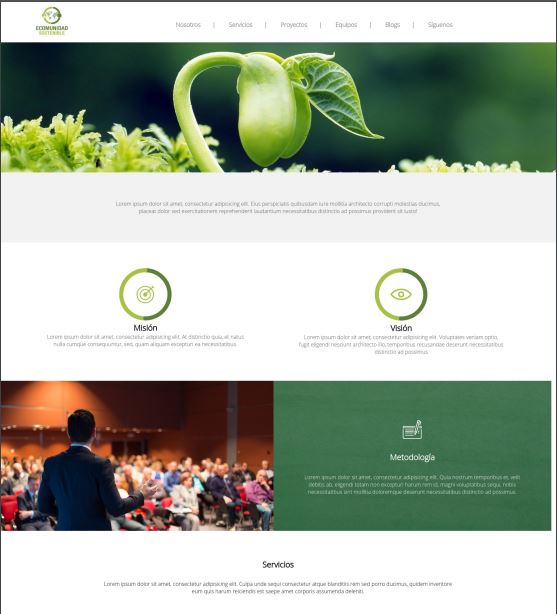 ECOMUNIDAD
SOSTENIBLE
Nosotros | Servicios | Proyectos | Equipos | Blogs | Síguenos
Lorem ipsum dolor sit amet, consectetur adipisicing elit. Eius perspiciatis quibusdam iure mollitia architecto corrupti molestias ducimus,
placeat dolor sed exercitationem reprehenderit laudantium necessitatibus distinctio ad possimus provident sit iusto!
Misión
Lorem ipsum dolor sit amet, consectetur adipisicing elit. At distinctio quia, et natus
nulla cumque consequuntur, sed, quam aliquam excepturi ea necessitatibus.
Visión
Lorem ipsum dolor sit amet, consectetur adipisicing elit. Voluptates veniam optio,
fugit eligendi nesciunt architecto illo, temporibus recusandae deserunt necessitatibus
distinctio ad possimus
Metodología
Lorem ipsum dolor sit amet, consectetur adipisicing elit. Quia nostrum temporibus ex, velit
debitis ab, eligendi totam non excepturi harum rem id, magni voluptatibus sequi, nobis
necessitatibus sint mollitia doloremque deserunt necessitatibus distinctio ad possimus.
Servicios
Lorem ipsum dolor sit amet, consectetur adipisicing elit. Culpa unde sequi consectetur atque blanditiis rem sed porro ducimus, quidem inventore
eum quis harum reiciendis est saepe amet corporis assumenda deleniti.